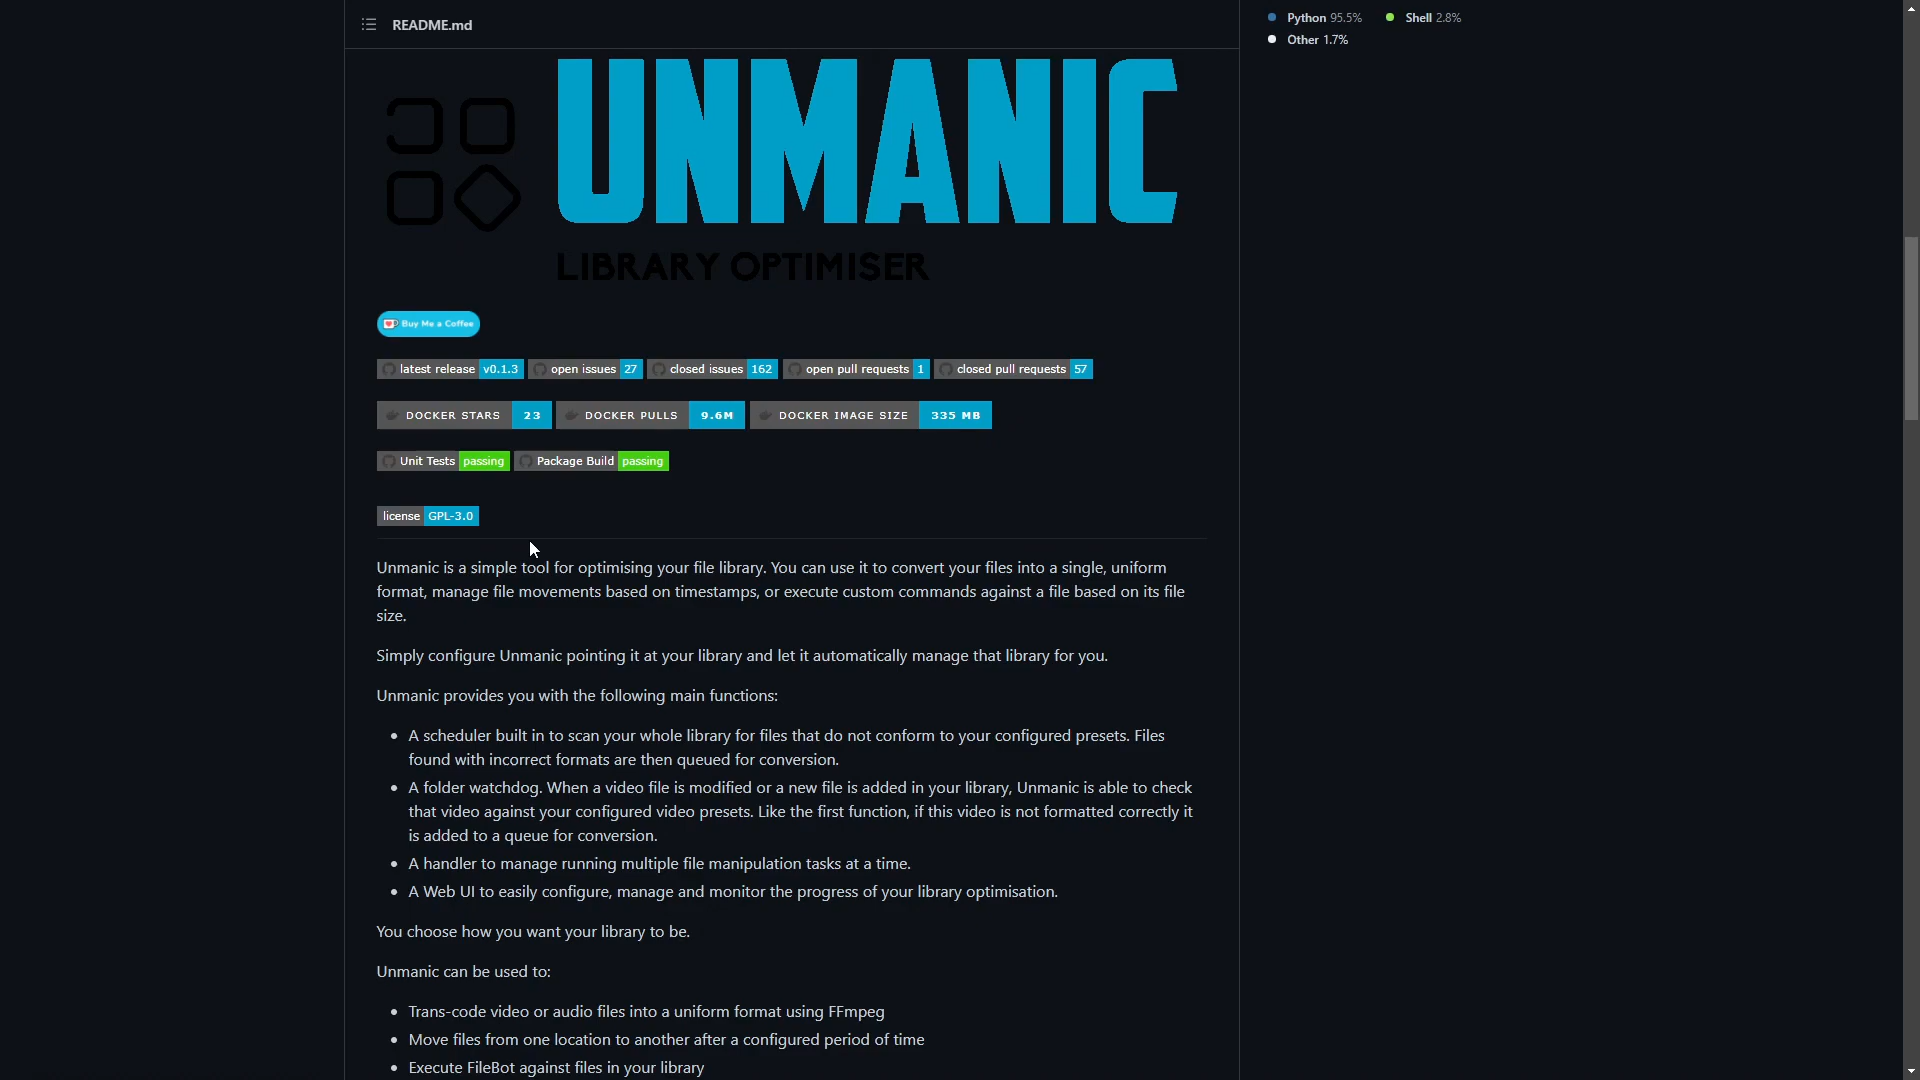 README.md
Python 95.5%
Shell 2.8%
Other 1.7%
UNMANIC
LIBRARY OPTIMISER
Buy Me a Coffee
latest release v0.1.3 open issues 27 closed issues 162 open pull requests 1 closed pull requests 57
DOCKER STARS 23 DOCKER PULLS 9.6M DOCKER IMAGE SIZE 335 MB
Unit Tests passing Package Build passing
license GPL-3.0
Unmanic is a simple tool for optimising your file library. You can use it to convert your files into a single, uniform
format, manage file movements based on timestamps, or execute custom commands against a file based on its file
size.
Simply configure Unmanic pointing it at your library and let it automatically manage that library for you.
Unmanic provides you with the following main functions:
• A scheduler built in to scan your whole library for files that do not conform to your configured presets. Files
found with incorrect formats are then queued for conversion.
• A folder watchdog. When a video file is modified or a new file is added in your library, Unmanic is able to check
that video against your configured video presets. Like the first function, if this video is not formatted correctly it
is added to a queue for conversion.
• A handler to manage running multiple file manipulation tasks at a time.
• A Web UI to easily configure, manage and monitor the progress of your library optimisation.
You choose how you want your library to be.
Unmanic can be used to:
• Trans-code video or audio files into a uniform format using FFmpeg
• Move files from one location to another after a configured period of time
• Execute FileBot against files in your library